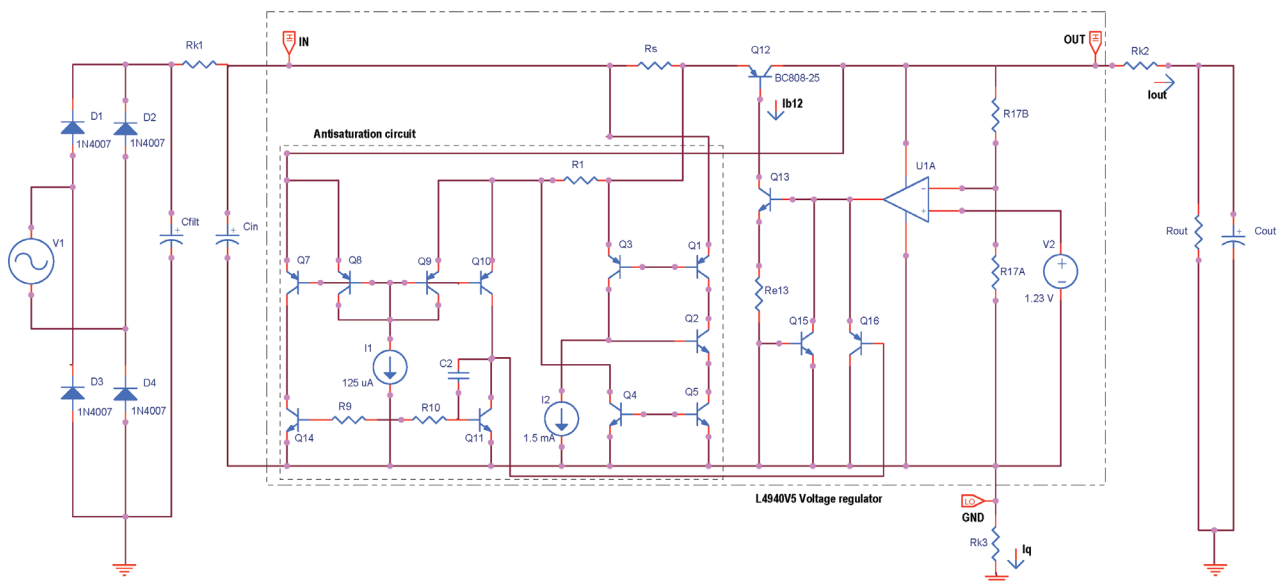 IN
Rk1
Rs
Q12
BC808-25
OUT
Rk2
Iout
Ib12
D1
1N4007
D2
1N4007
Antisaturation circuit
R17B
R1
U1A
Q13
V1
Cfilt
Cin
Q3
Q1
V2
1.23 V
Rout
Cout
Q7
Q8
Q9
Q10
Re13
R17A
Q2
Q15
Q16
I1
125 uA
C2
D3
1N4007
D4
1N4007
I2
1.5 mA
Q4
Q5
R9
R10
Q14
Q11
L4940V5 Voltage regulator
LO
GND
Rk3
Iq